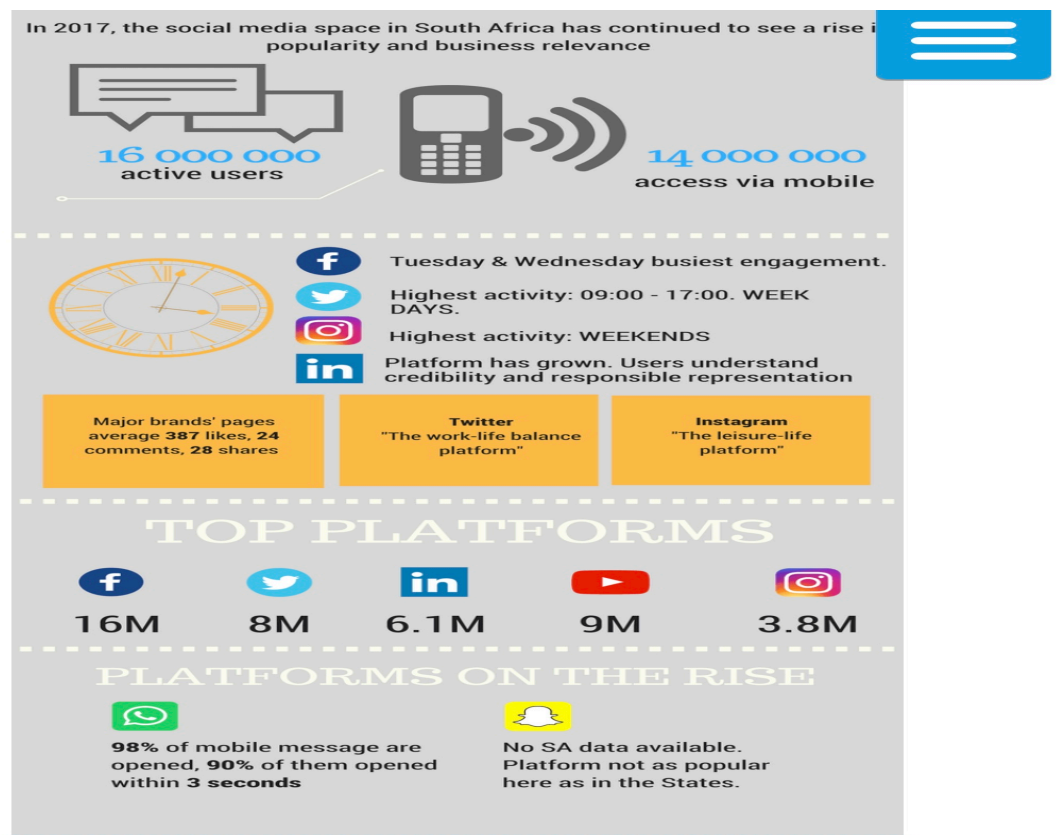 In 2017, the social media space in South Africa has continued to see a rise i
popularity and business relevance
16 000 000
active users
14 000 000
access via mobile
Tuesday & Wednesday busiest engagement.
Highest activity: 09:00 - 17:00. WEEK
DAYS.
Highest activity: WEEKENDS
Platform has grown. Users understand
credibility and responsible representation
Major brands' pages
average 387 likes, 24
comments, 28 shares
Twitter
"The work-life balance
platform"
Instagram
"The leisure-life
platform"
TOP PLATFORMS
16M
8M
6.1M
9M
3.8M
PLATFORMS ON THE RISE
98% of mobile message are
opened, 90% of them opened
within 3 seconds
No SA data available.
Platform not as popular
here as in the States.